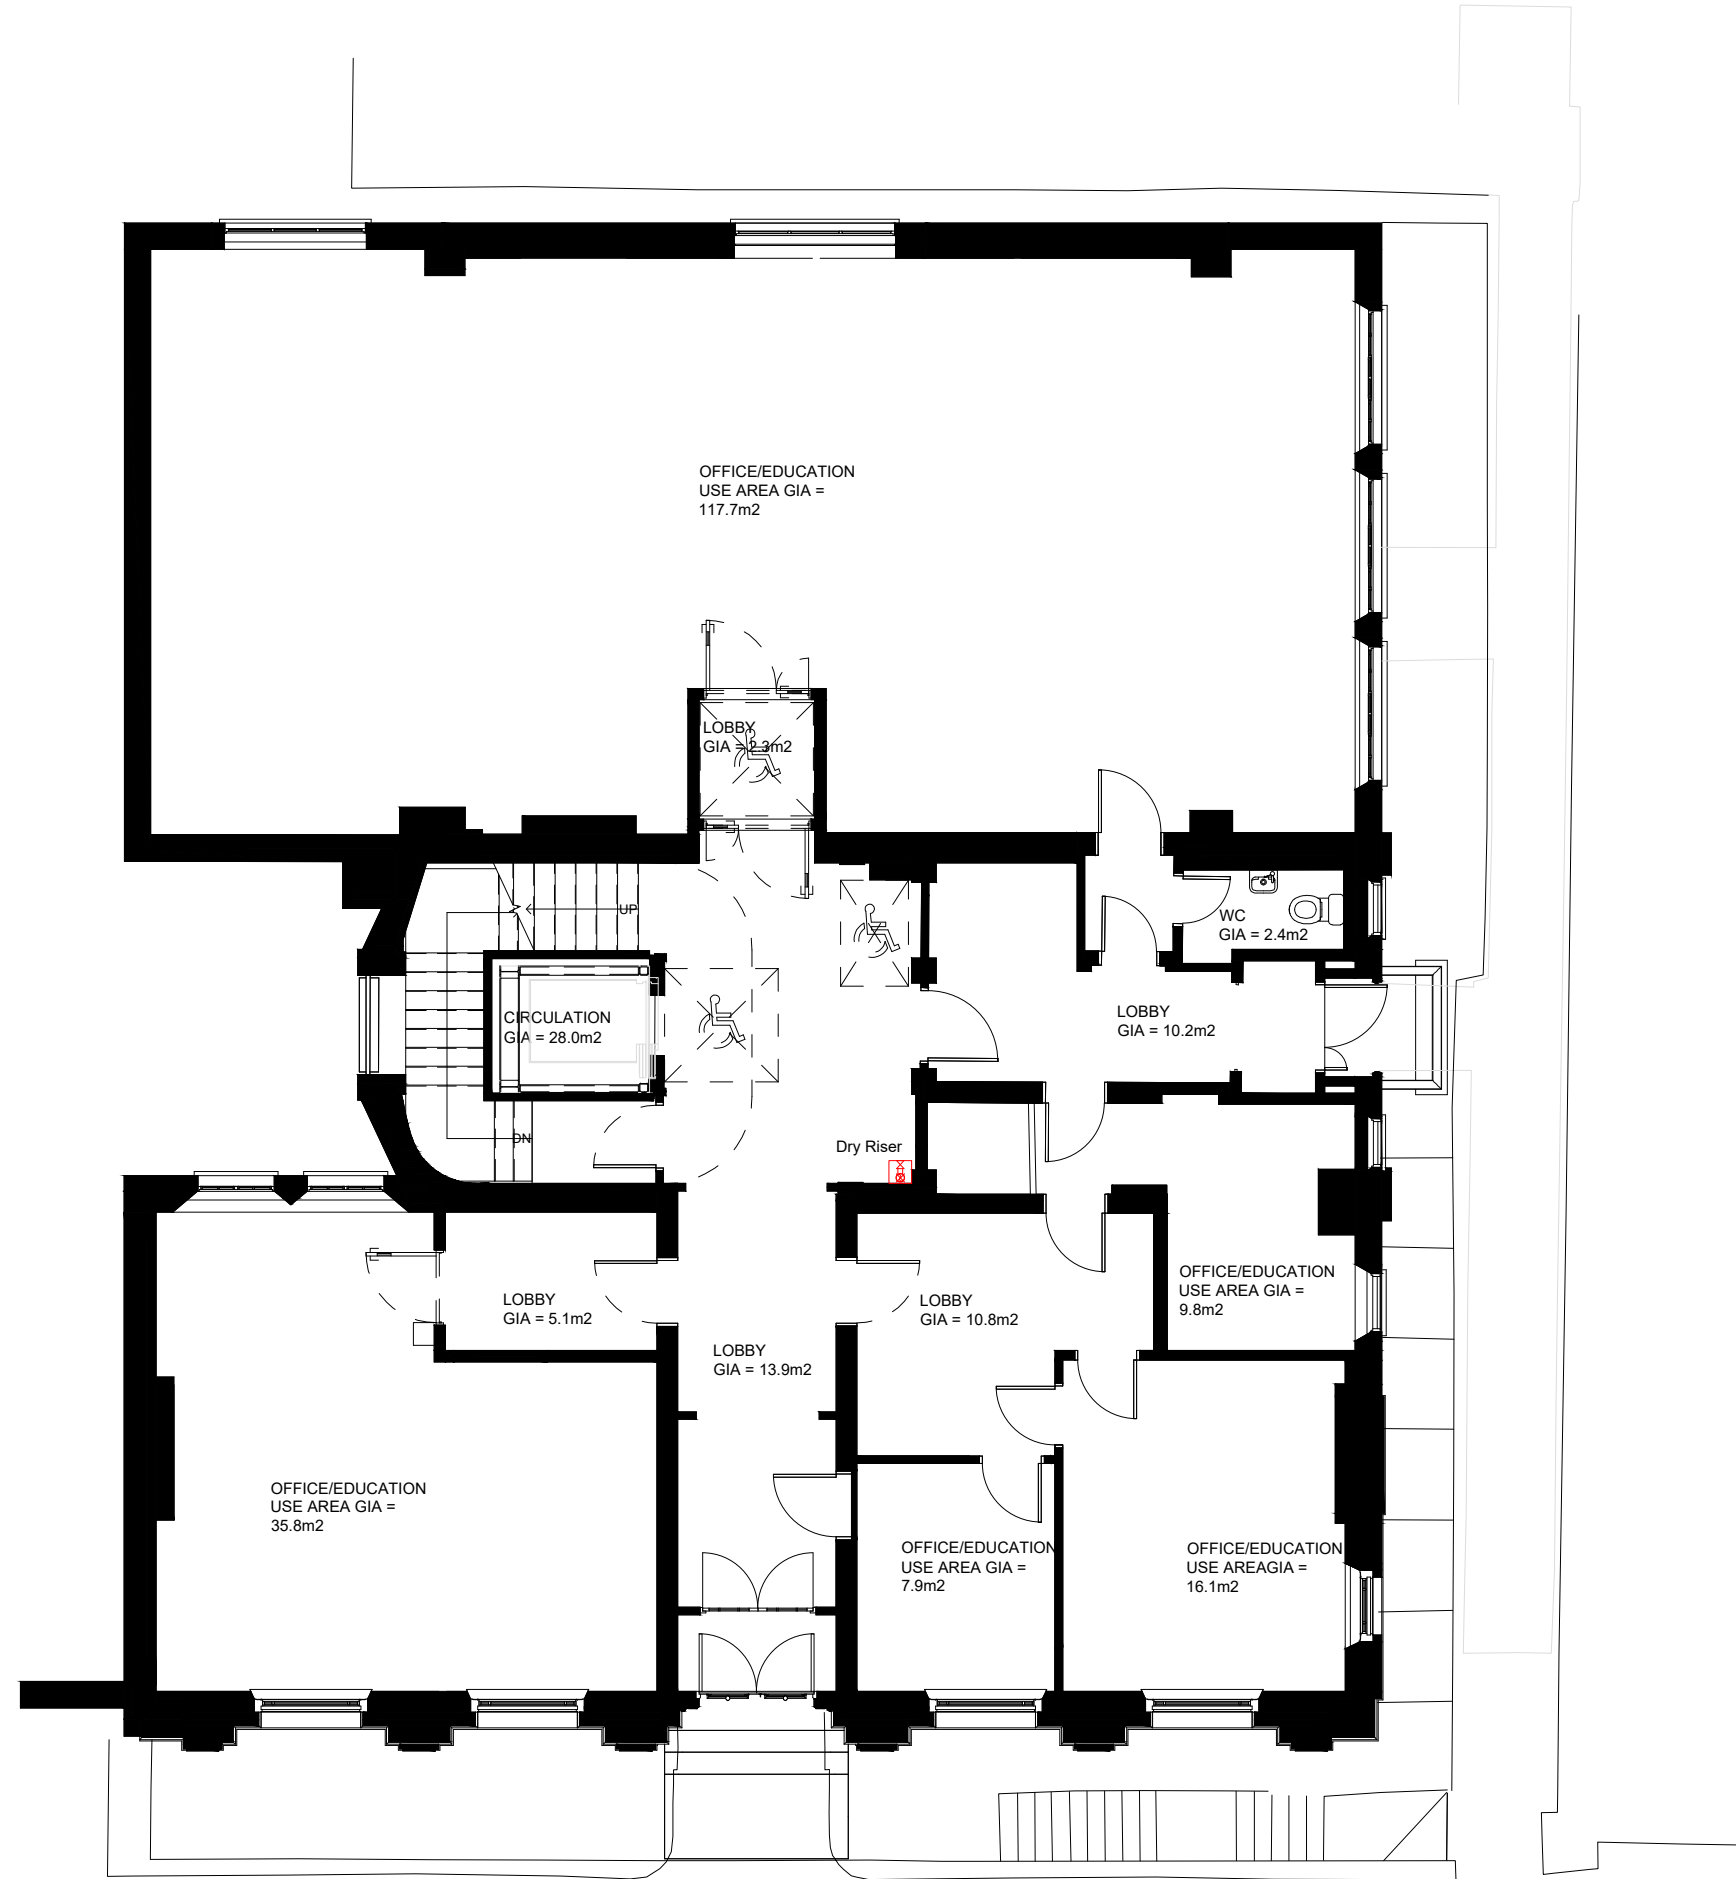 OFFICE/EDUCATION
USE AREA GIA =
117.7m2
LOBBY
GIA = 2.3m2
UP
WC
GIA = 2.4m2
CIRCULATION
GIA = 28.0m2
LOBBY
GIA = 10.2m2
DN
Dry Riser
OFFICE/EDUCATION
USE AREA GIA =
9.8m2
LOBBY
GIA = 5.1m2
LOBBY
GIA = 10.8m2
LOBBY
GIA = 13.9m2
OFFICE/EDUCATION
USE AREA GIA =
35.8m2
OFFICE/EDUCATION
USE AREA GIA =
7.9m2
OFFICE/EDUCATION
USE AREAGIA =
16.1m2